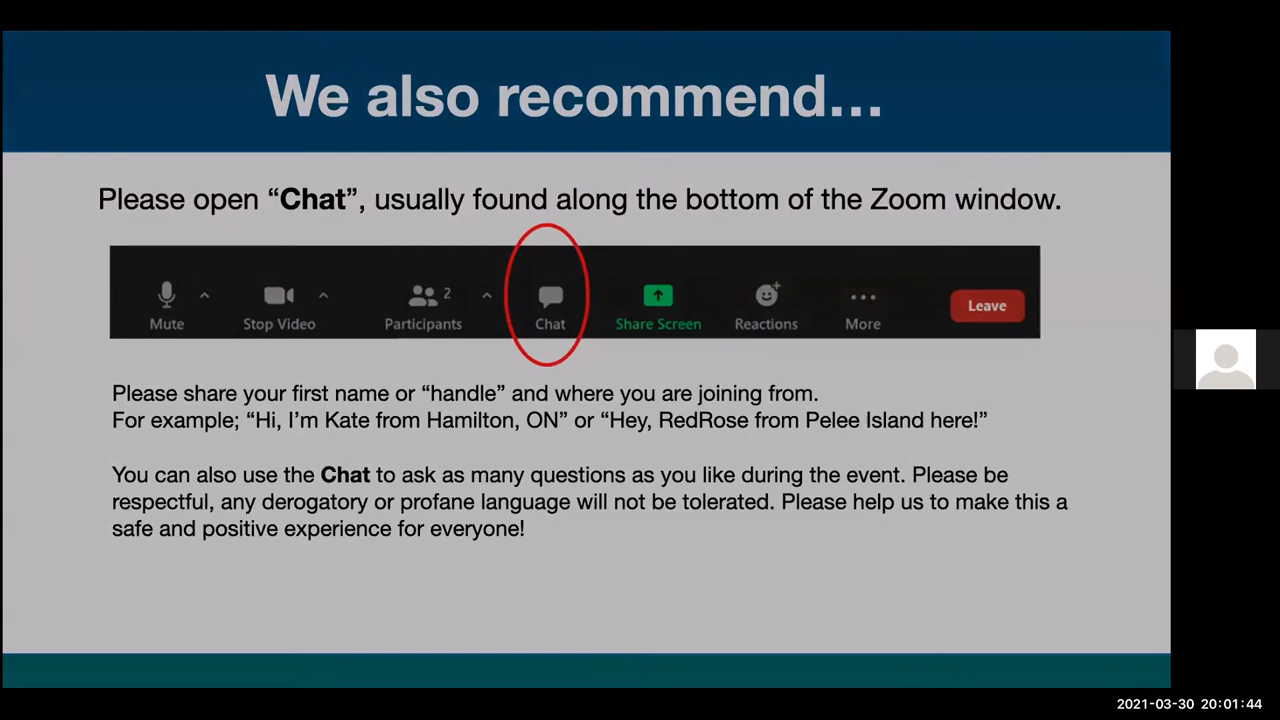 We also recommend...
Please open “Chat”, usually found along the bottom of the Zoom window.
Mute
Stop Video
Participants 2
Chat
Share Screen
Reactions
More
Leave
Please share your first name or “handle” and where you are joining from.
For example; “Hi, I’m Kate from Hamilton, ON” or “Hey, RedRose from Pelee Island here!”
You can also use the Chat to ask as many questions as you like during the event. Please be
respectful, any derogatory or profane language will not be tolerated. Please help us to make this a
safe and positive experience for everyone!
2021-03-30 20:01:44